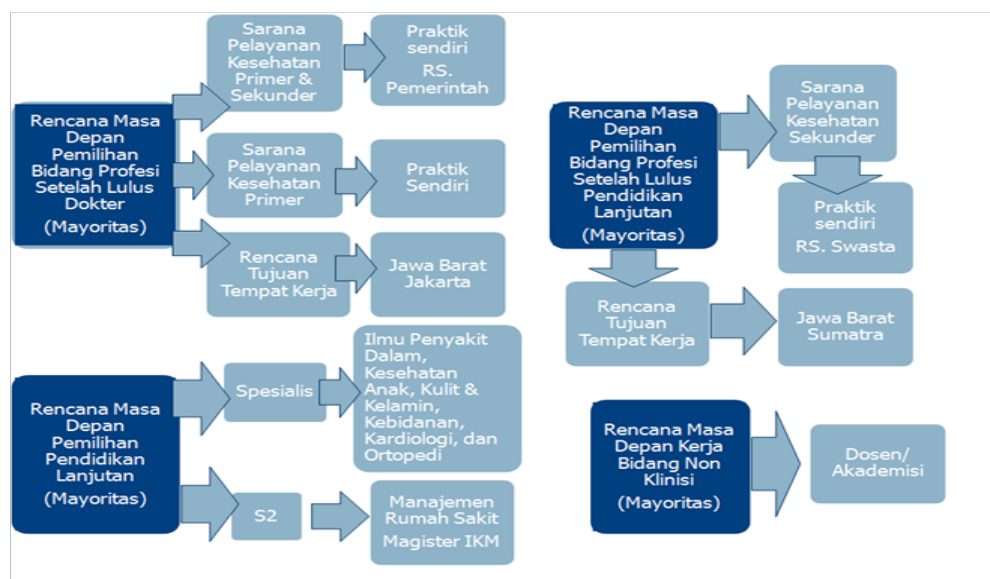 Rencana Masa
Depan
Pemilihan
Bidang Profesi
Setelah Lulus
Dokter
(Mayoritas)
Sarana
Pelayanan
Kesehatan
Primer &
Sekunder
Praktik
sendiri
RS.
Pemerintah
Sarana
Pelayanan
Kesehatan
Primer
Praktik
Sendiri
Rencana
Tujuan
Tempat Kerja
Jawa Barat
Jakarta
Rencana Masa
Depan
Pemilihan
Pendidikan
Lanjutan
(Mayoritas)
Spesialis
Ilmu Penyakit
Dalam,
Kesehatan
Anak, Kulit &
Kelamin,
Kebidanan,
Kardiologi, dan
Ortopedi
S2
Manajemen
Rumah Sakit
Magister IKM
Rencana Masa
Depan
Pemilihan
Bidang Profesi
Setelah Lulus
Pendidikan
Lanjutan
(Mayoritas)
Sarana
Pelayanan
Kesehatan
Sekunder
Praktik
sendiri
RS. Swasta
Rencana
Tujuan
Tempat Kerja
Jawa Barat
Sumatra
Rencana Masa
Depan Kerja
Bidang Non
Klinisi
(Mayoritas)
Dosen/
Akademisi